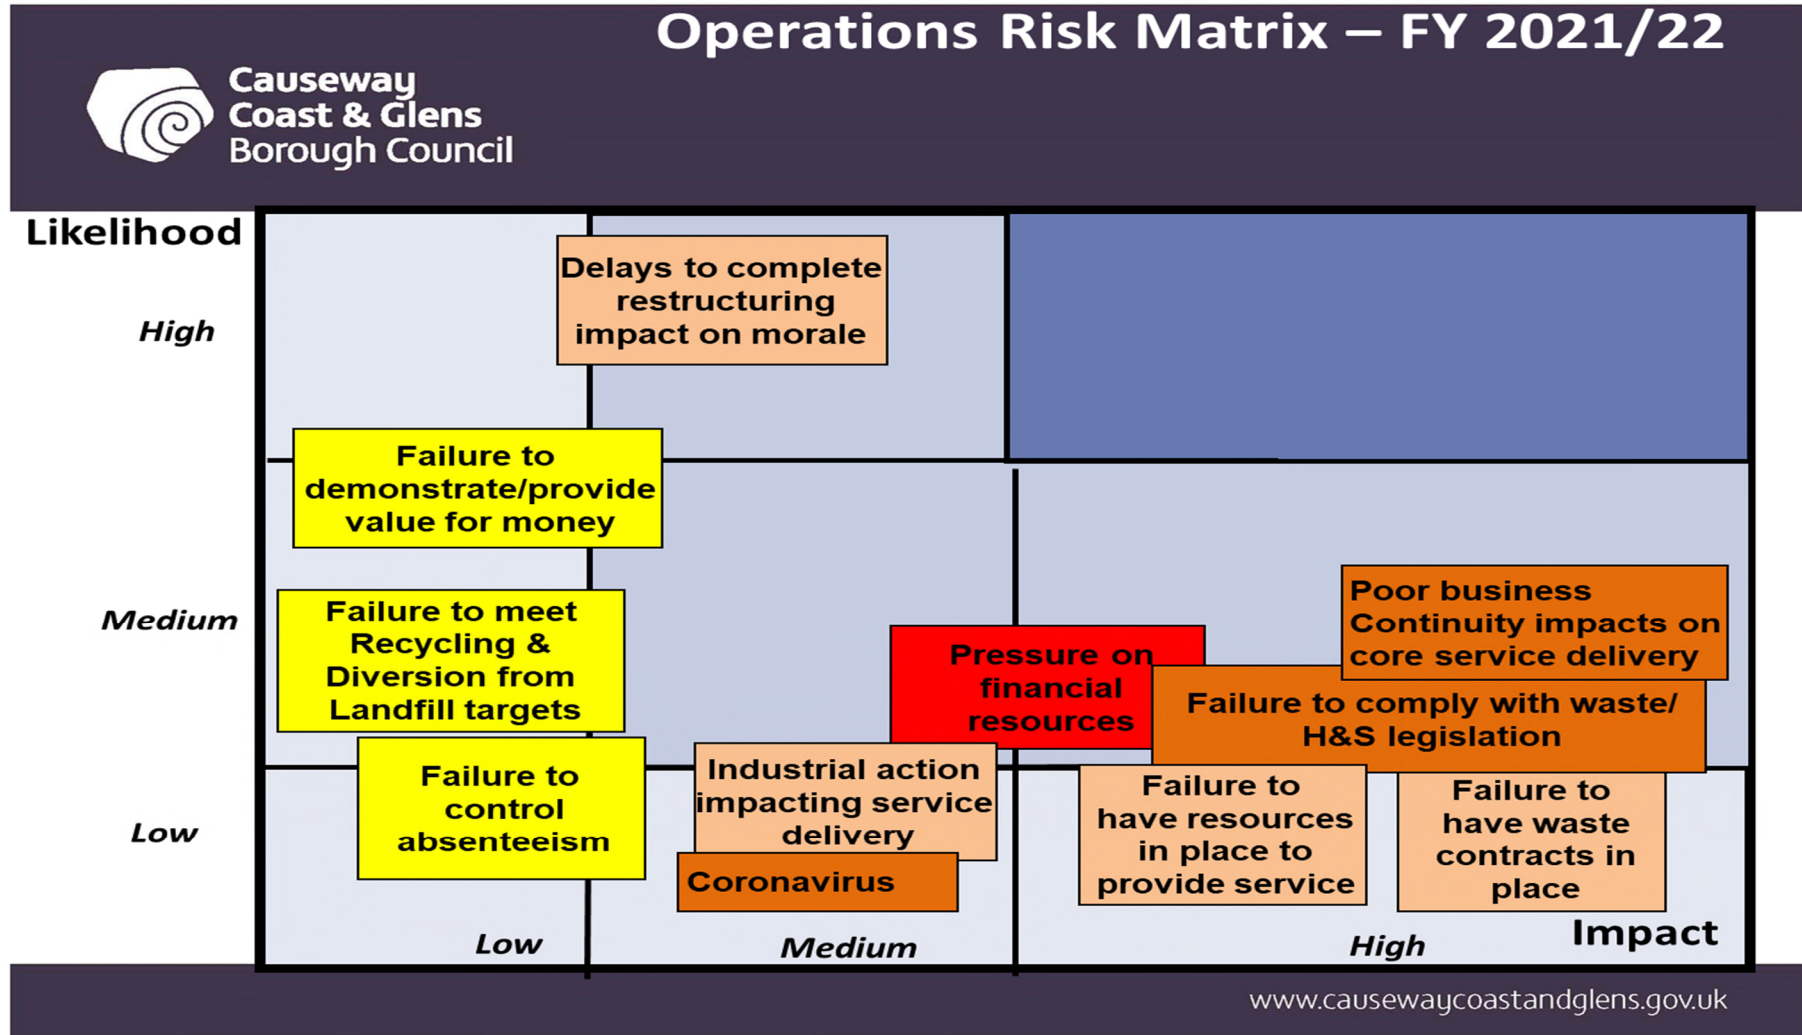 Operations Risk Matrix – FY 2021/22
Causeway
Coast & Glens
Borough Council
Likelihood
High
Delays to complete
restructuring
impact on morale
Failure to
demonstrate/provide
value for money
Medium
Failure to meet
Recycling &
Diversion from
Landfill targets
Pressure on
financial
resources
Poor business
Continuity impacts on
core service delivery
Failure to comply with waste/
H&S legislation
Low
Failure to
control
absenteeism
Industrial action
impacting service
delivery
Coronavirus
Failure to
have resources
in place to
provide service
Failure to
have waste
contracts in
place
Low
Medium
High
Impact
www.causewaycoastandglens.gov.uk